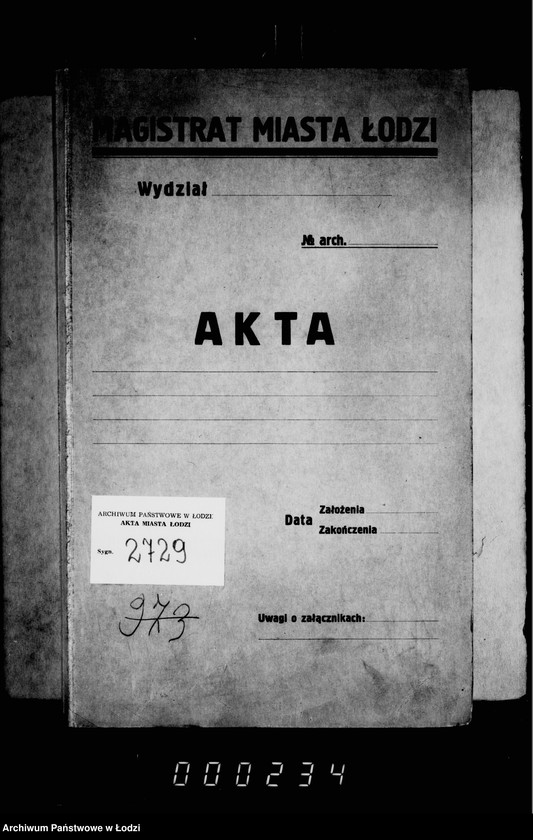 MAGISTRAT MIASTA ŁODZI
Wydział
№ arch.
AKTA
Data
Założenia
Zakończenia
ARCHIWUM PAŃSTWOWE W ŁODZI
AKTA MIASTA ŁODZI
Sygn. 2729
973
Uwagi o załącznikach:
000234
Archiwum Państwowe w Łodzi